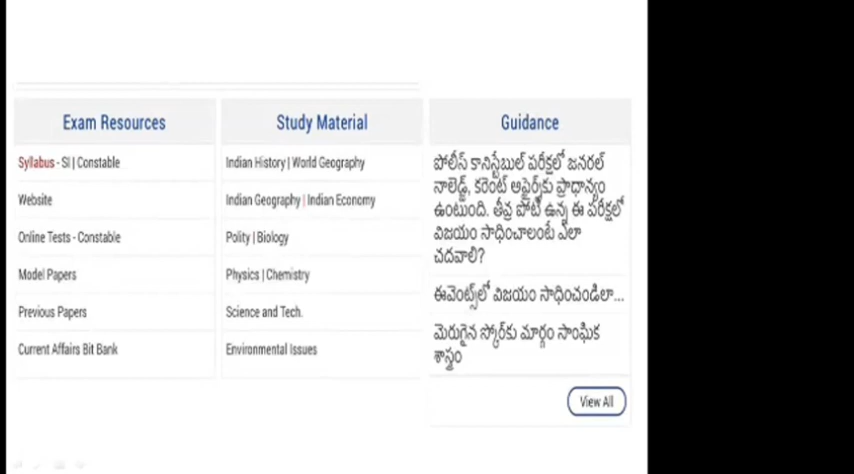 Exam Resources
Syllabus - SI | Constable
Website
Online Tests - Constable
Model Papers
Previous Papers
Current Affairs Bit Bank
Study Material
Indian History | World Geography
Indian Geography | Indian Economy
Polity | Biology
Physics | Chemistry
Science and Tech.
Environmental Issues
Guidance
పోలీస్ కానిస్టేబుల్ పరీక్షలో జనరల్
నాలెడ్జ్, కరెంట్ అఫైర్స్‌కు ప్రాధాన్యం
ఉంటుంది. తీవ్ర పోటీ ఉన్న ఈ పరీక్షలో
విజయం సాధించాలంటే ఎలా
చదవాలి?
ఈవెంట్స్‌లో విజయం సాధించండిలా...
మెరుగైన స్కోర్‌కు మార్గం సాంఘిక
శాస్త్రం
View All